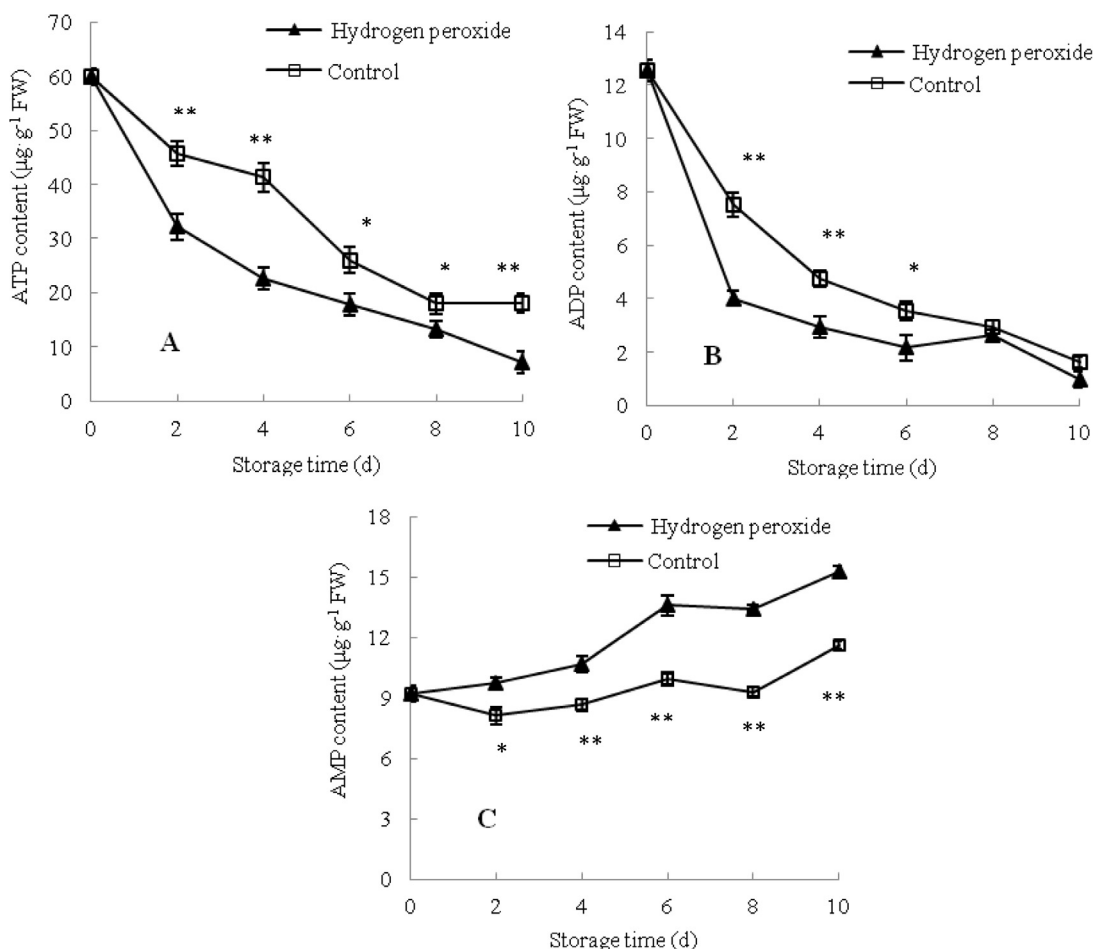 Hydrogen peroxide
Control
ATP content (µg·g⁻¹ FW)
70
60
50
40
30
20
10
0
**
**
*
*
**
A
0 2 4 6 8 10
Storage time (d)
Hydrogen peroxide
Control
ADP content (µg·g⁻¹ FW)
14
12
10
8
6
4
2
0
**
**
*
B
0 2 4 6 8 10
Storage time (d)
Hydrogen peroxide
Control
AMP content (µg·g⁻¹ FW)
18
15
12
9
6
3
0
*
**
**
**
**
C
0 2 4 6 8 10
Storage time (d)